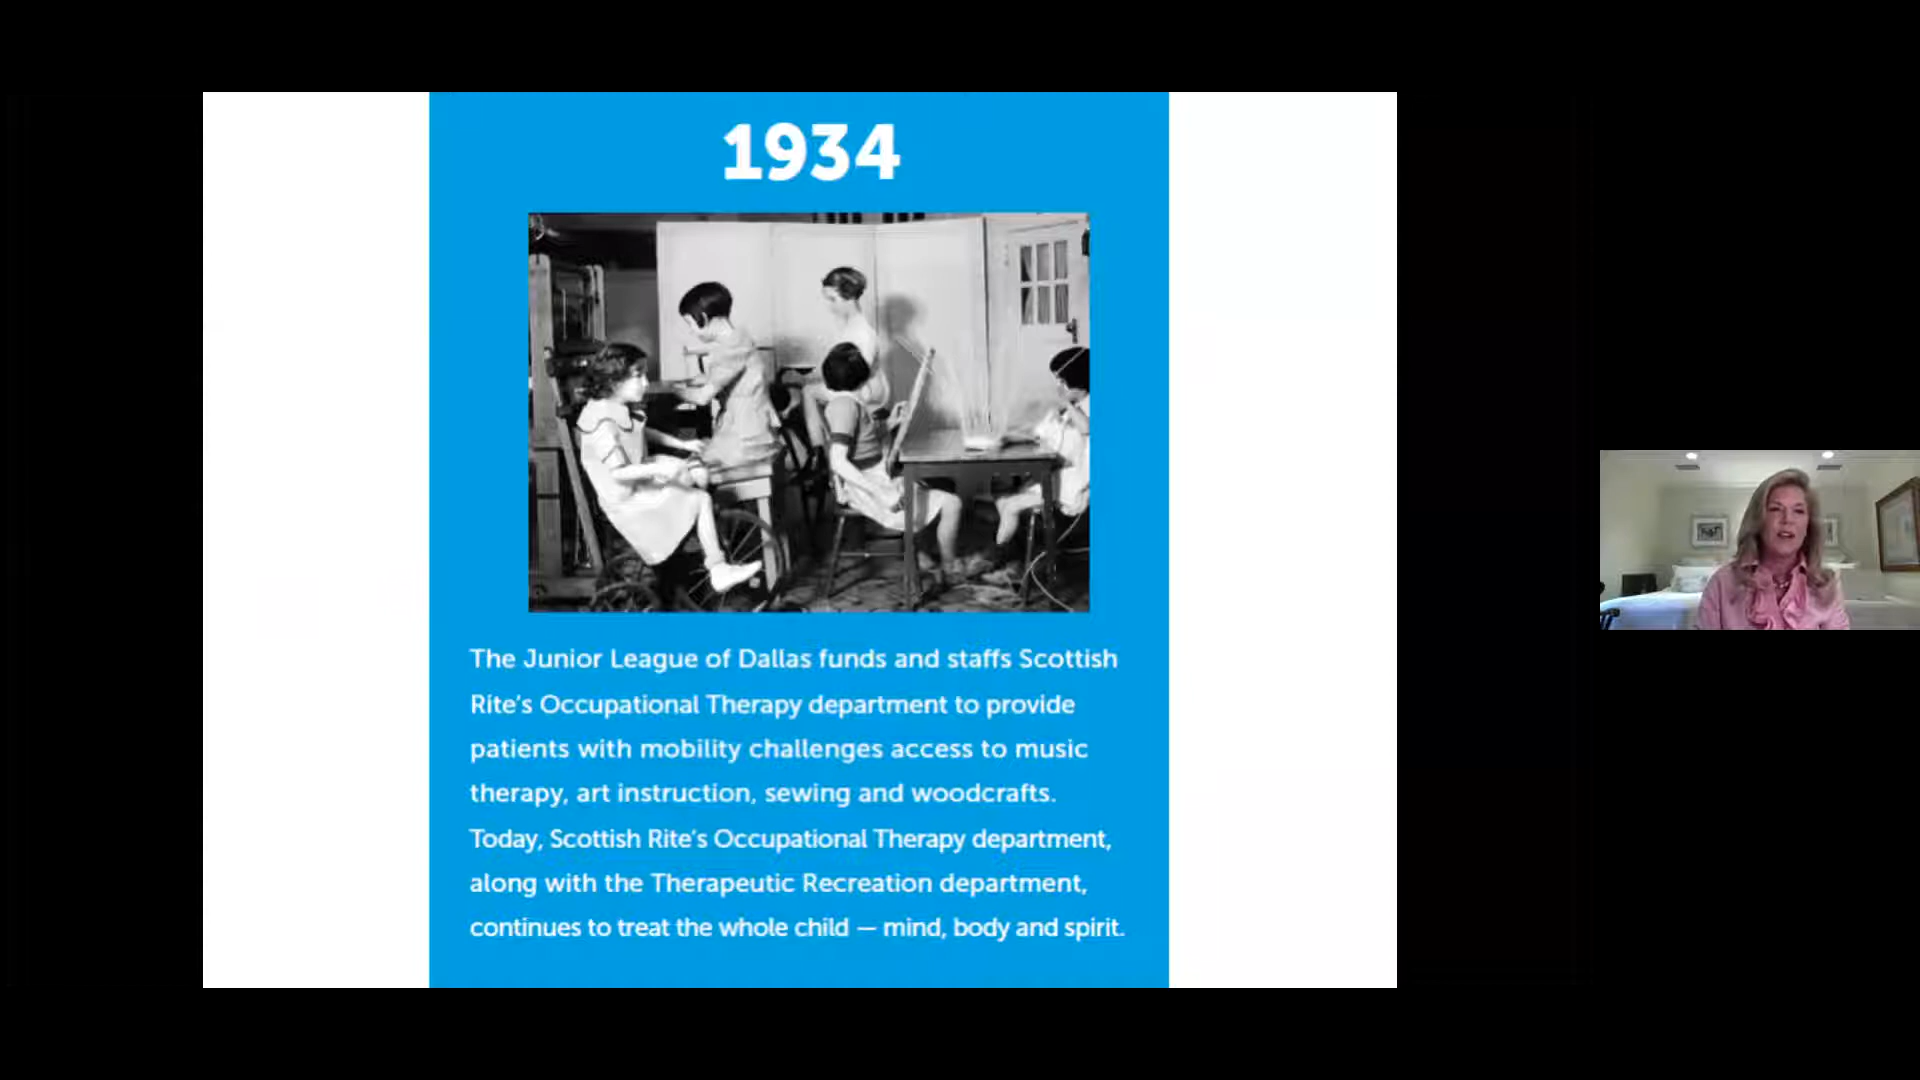 1934
The Junior League of Dallas funds and staffs Scottish
Rite's Occupational Therapy department to provide
patients with mobility challenges access to music
therapy, art instruction, sewing and woodcrafts.
Today, Scottish Rite's Occupational Therapy department,
along with the Therapeutic Recreation department,
continues to treat the whole child — mind, body and spirit.